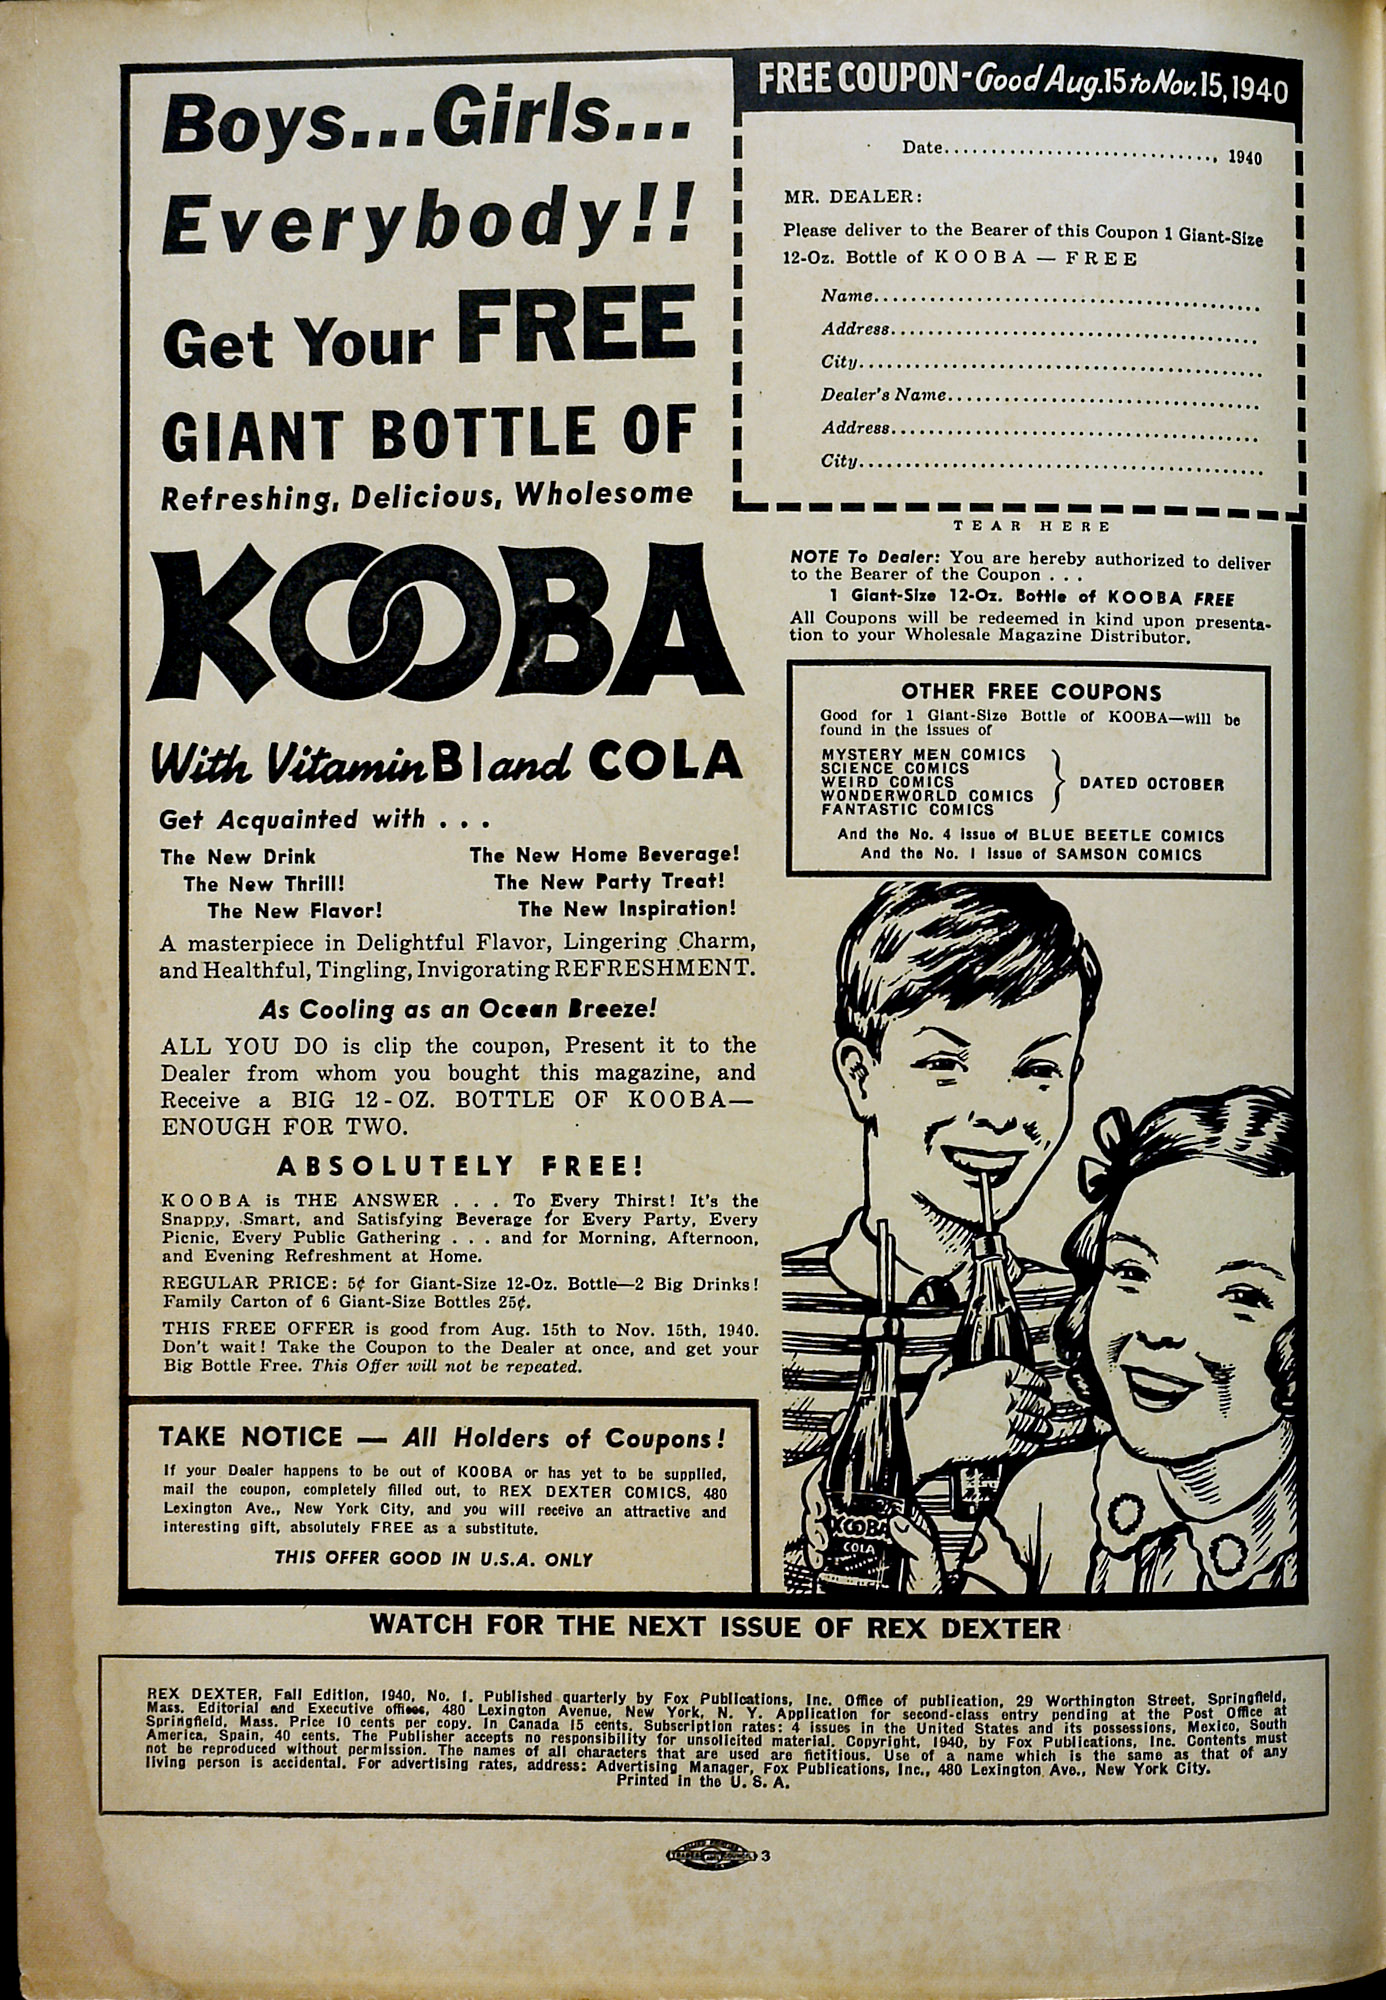 Boys...Girls...
Everybody!!
Get Your FREE
GIANT BOTTLE OF
Refreshing, Delicious, Wholesome
KOOBA
With Vitamin B1 and COLA
Get Acquainted with . . .
The New Drink
The New Thrill!
The New Flavor!
The New Home Beverage!
The New Party Treat!
The New Inspiration!
A masterpiece in Delightful Flavor, Lingering Charm,
and Healthful, Tingling, Invigorating REFRESHMENT.
As Cooling as an Ocean Breeze!
ALL YOU DO is clip the coupon, Present it to the
Dealer from whom you bought this magazine, and
Receive a BIG 12-OZ. BOTTLE OF KOOBA—
ENOUGH FOR TWO.
ABSOLUTELY FREE!
KOOBA is THE ANSWER . . . To Every Thirst! It's the
Snappy, Smart, and Satisfying Beverage for Every Party, Every
Picnic, Every Public Gathering . . . and for Morning, Afternoon,
and Evening Refreshment at Home.
REGULAR PRICE: 5¢ for Giant-Size 12-Oz. Bottle—2 Big Drinks!
Family Carton of 6 Giant-Size Bottles 25¢.
THIS FREE OFFER is good from Aug. 15th to Nov. 15th, 1940.
Don't wait! Take the Coupon to the Dealer at once, and get your
Big Bottle Free. This Offer will not be repeated.
TAKE NOTICE — All Holders of Coupons!
If your Dealer happens to be out of KOOBA or has yet to be supplied,
mail the coupon, completely filled out, to REX DEXTER COMICS, 480
Lexington Ave., New York City, and you will receive an attractive and
interesting gift, absolutely FREE as a substitute.
THIS OFFER GOOD IN U.S.A. ONLY
FREE COUPON - Good Aug. 15 to Nov. 15, 1940
Date............................., 1940
MR. DEALER:
Please deliver to the Bearer of this Coupon 1 Giant-Size
12-Oz. Bottle of KOOBA — FREE
Name..........................................
Address........................................
City............................................
Dealer's Name..................................
Address........................................
City............................................
TEAR HERE
NOTE To Dealer: You are hereby authorized to deliver
to the Bearer of the Coupon . . .
1 Giant-Size 12-Oz. Bottle of KOOBA FREE
All Coupons will be redeemed in kind upon presenta-
tion to your Wholesale Magazine Distributor.
OTHER FREE COUPONS
Good for 1 Giant-Size Bottle of KOOBA—will be
found in the issues of
MYSTERY MEN COMICS
SCIENCE COMICS
WEIRD COMICS
WONDERWORLD COMICS
FANTASTIC COMICS
DATED OCTOBER
And the No. 4 Issue of BLUE BEETLE COMICS
And the No. 1 Issue of SAMSON COMICS
KOOBA
COLA
WATCH FOR THE NEXT ISSUE OF REX DEXTER
REX DEXTER, Fall Edition, 1940, No. 1. Published quarterly by Fox Publications, Inc. Office of publication, 29 Worthington Street, Springfield,
Mass. Editorial and Executive offices, 480 Lexington Avenue, New York, N. Y. Application for second-class entry pending at the Post Office at
Springfield, Mass. Price 10 cents per copy. In Canada 15 cents. Subscription rates: 4 issues in the United States and its possessions, Mexico, South
America, Spain, 40 cents. The Publisher accepts no responsibility for unsolicited material. Copyright, 1940, by Fox Publications, Inc. Contents must
not be reproduced without permission. The names of all characters that are used are fictitious. Use of a name which is the same as that of any
living person is accidental. For advertising rates, address: Advertising Manager, Fox Publications, Inc., 480 Lexington Ave., New York City.
Printed in the U. S. A.
3